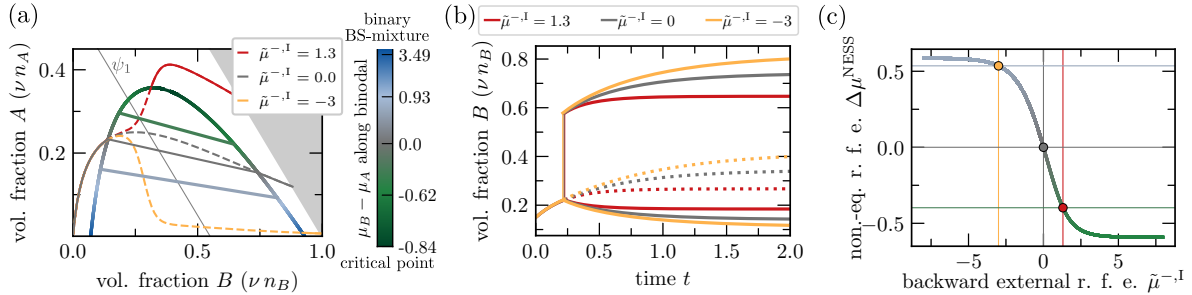 (a)
vol. fraction A (ν n_A)
0.4
0.2
0.0
0.5
1.0
vol. fraction B (ν n_B)
ψ₁
μ̃⁻,ᴵ = 1.3
μ̃⁻,ᴵ = 0.0
μ̃⁻,ᴵ = −3
binary
BS-mixture
3.49
0.93
0.0
-0.62
-0.84
μ_B − μ_A along binodal
critical point
(b)
μ̃⁻,ᴵ = 1.3
μ̃⁻,ᴵ = 0
μ̃⁻,ᴵ = −3
vol. fraction B (ν n_B)
0.8
0.6
0.4
0.2
0.0
0.5
1.0
1.5
2.0
time t
(c)
non.-eq. r. f. e. Δμᴺᴱˢˢ
0.5
0.0
−0.5
−5
0
5
backward external r. f. e. μ̃⁻,ᴵ